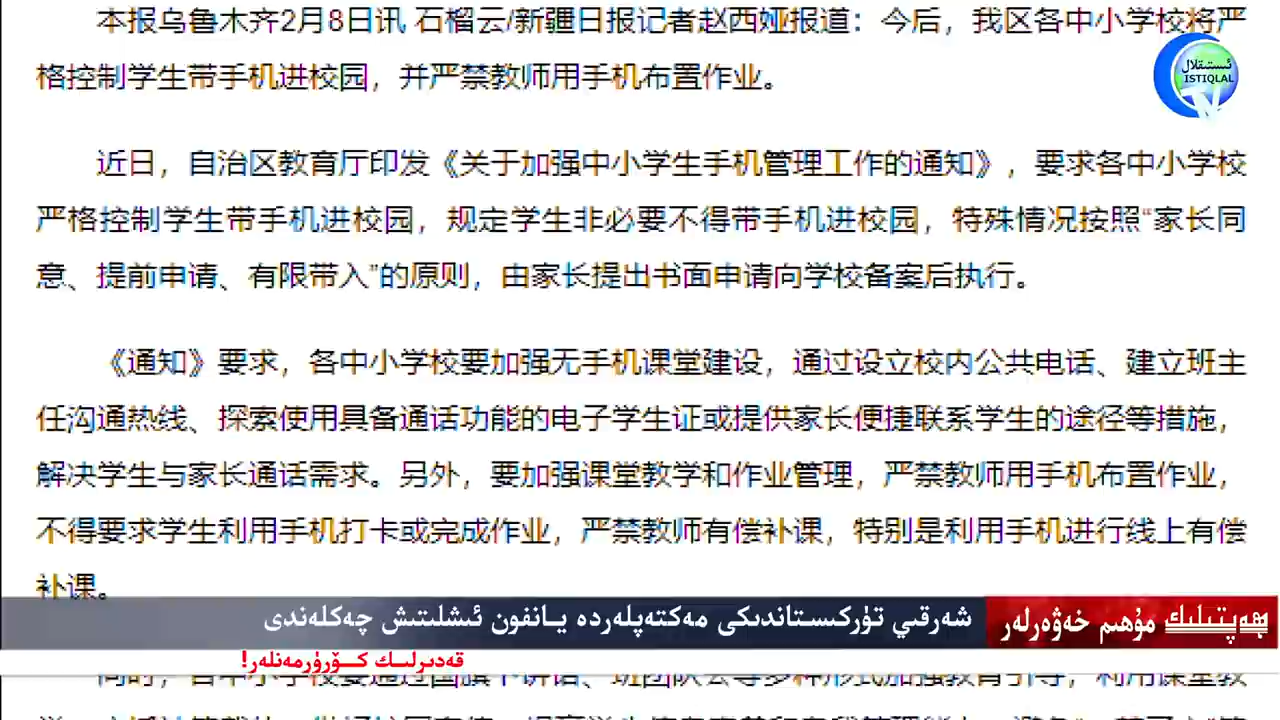 本报乌鲁木齐2月8日讯 石榴云/新疆日报记者赵西娅报道：今后，我区各中小学校将严
格控制学生带手机进校园，并严禁教师用手机布置作业。
ئىستىقلال
ISTIQLAL
TV
近日，自治区教育厅印发《关于加强中小学生手机管理工作的通知》，要求各中小学校
严格控制学生带手机进校园，规定学生非必要不得带手机进校园，特殊情况按照“家长同
意、提前申请、有限带入”的原则，由家长提出书面申请向学校备案后执行。
《通知》要求，各中小学校要加强无手机课堂建设，通过设立校内公共电话、建立班主
任沟通热线、探索使用具备通话功能的电子学生证或提供家长便捷联系学生的途径等措施，
解决学生与家长通话需求。另外，要加强课堂教学和作业管理，严禁教师用手机布置作业，
不得要求学生利用手机打卡或完成作业，严禁教师有偿补课，特别是利用手机进行线上有偿
补课。
ھەپتىلىك مۇھىم خەۋەرلەر
شەرقىي تۈركىستاندىكى مەكتەپلەردە يانفون ئىشلىتىش چەكلەندى
قەدىرلىك كۆرۈرمەنلەر!